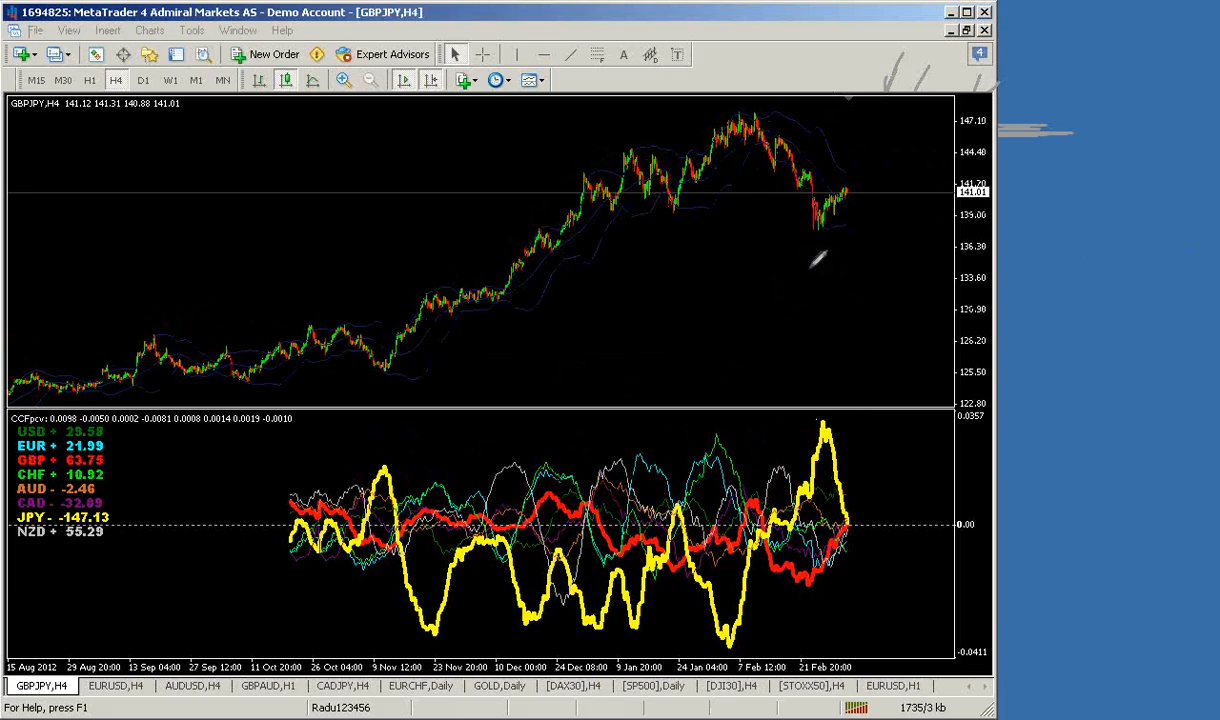 1694825: MetaTrader 4 Admiral Markets AS - Demo Account - [GBPJPY,H4]
File View Insert Charts Tools Window Help
New Order Expert Advisors A T 4
M15 M30 H1 H4 D1 W1 M1 MN
GBPJPY,H4 141.12 141.31 140.88 141.01
147.19
144.40
141.01
139.00
136.30
133.60
126.20
125.50
122.80
CCFpcv: 0.0098 -0.0050 0.0002 -0.0081 0.0008 0.0014 0.0019 -0.0010
0.0357
USD + 29.58
EUR + 21.99
GBP + 63.75
CHF + 10.92
AUD - -2.46
CAD - -32.89
JPY - -147.13
NZD + 55.29
0.00
-0.0411
15 Aug 2012 29 Aug 20:00 13 Sep 04:00 27 Sep 12:00 11 Oct 20:00 26 Oct 04:00 9 Nov 12:00 23 Nov 20:00 10 Dec 00:00 24 Dec 08:00 9 Jan 20:00 24 Jan 04:00 7 Feb 12:00 21 Feb 20:00
GBPJPY,H4 EURUSD,H4 AUDUSD,H4 GBPAUD,H1 CADJPY,H4 EURCHF,Daily GOLD,Daily [DAX30],H4 [SP500],Daily [DJI30],H4 [STOXX50],H4 EURUSD,H1
For Help, press F1 Radu123456 1735/3 kb